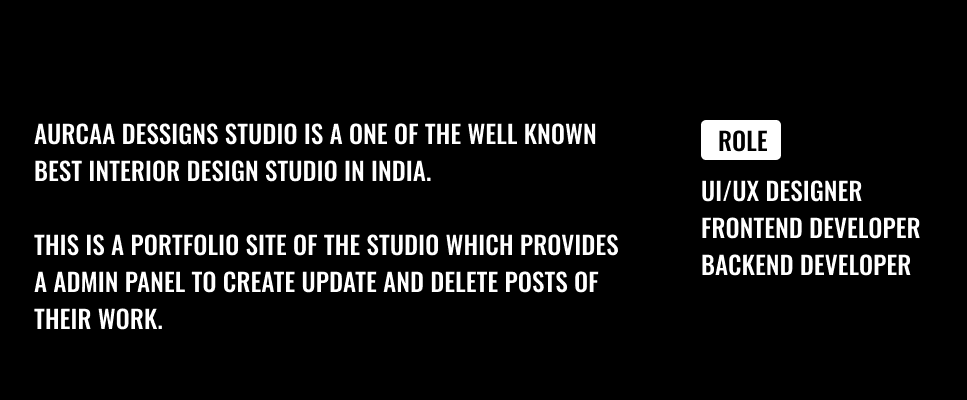 AURCAA DESSIGNS STUDIO IS A ONE OF THE WELL KNOWN
BEST INTERIOR DESIGN STUDIO IN INDIA.
THIS IS A PORTFOLIO SITE OF THE STUDIO WHICH PROVIDES
A ADMIN PANEL TO CREATE UPDATE AND DELETE POSTS OF
THEIR WORK.
ROLE
UI/UX DESIGNER
FRONTEND DEVELOPER
BACKEND DEVELOPER